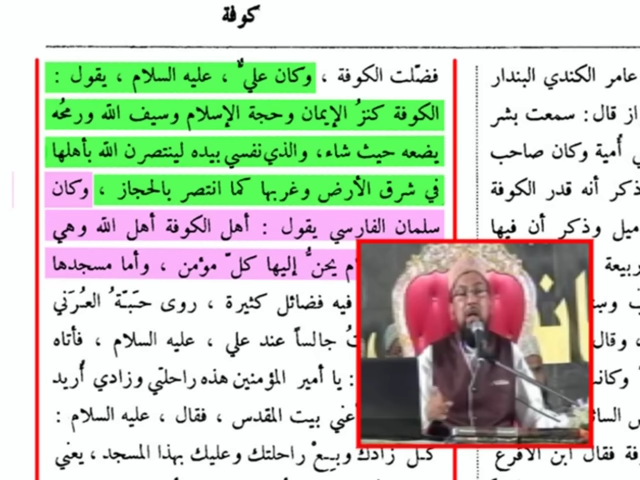 كوفة
فضّلت الكوفة ، وكان عليّ ، عليه السلام ، يقول :
الكوفة كنزُ الإيمان وحجة الإسلام وسيف الله ورمحُه
يضعه حيث شاء، والذي نفسي بيده لينتصرن الله بأهلها
في شرق الأرض وغربها كما انتصر بالحجاز ، وكان
سلمان الفارسي يقول : أهل الكوفة أهل الله وهي
يحنُّ إليها كلّ مؤمن ، وأما مسجدها
فيه فضائل كثيرة ، روى حَبّةُ العُرَني
جالساً عند علي ، عليه السلام ، فأتاه
: يا أمير المؤمنين هذه راحلتي وزادي أريد
بيت المقدس ، فقال ، عليه السلام :
كل زادك وبِعْ راحلتك وعليك بهذا المسجد ، يعني
عامر الكندي البندار
قال : سمعت بشر
أُمية وكان صاحب
ذكر أنه قدر الكوفة
ميل وذكر أن فيها
ربيعة
فقال ابن الأقرع